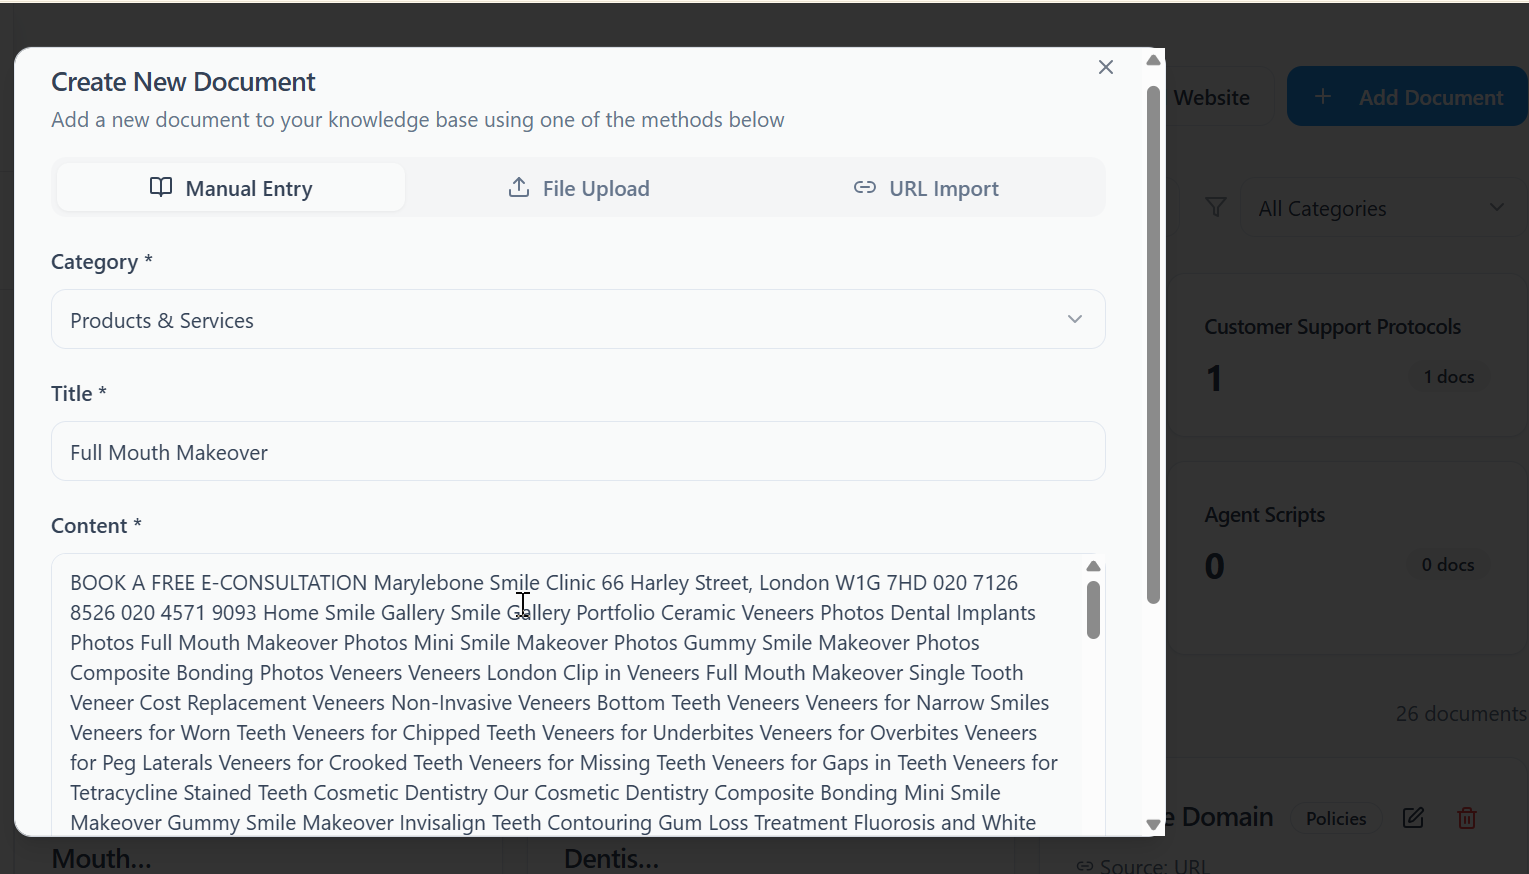 Create New Document
Add a new document to your knowledge base using one of the methods below
Website
Add Document
Manual Entry
File Upload
URL Import
All Categories
Category *
Products & Services
Customer Support Protocols
1
1 docs
Title *
Full Mouth Makeover
Content *
Agent Scripts
0
0 docs
BOOK A FREE E-CONSULTATION Marylebone Smile Clinic 66 Harley Street, London W1G 7HD 020 7126
8526 020 4571 9093 Home Smile Gallery Smile Gallery Portfolio Ceramic Veneers Photos Dental Implants
Photos Full Mouth Makeover Photos Mini Smile Makeover Photos Gummy Smile Makeover Photos
Composite Bonding Photos Veneers Veneers London Clip in Veneers Full Mouth Makeover Single Tooth
Veneer Cost Replacement Veneers Non-Invasive Veneers Bottom Teeth Veneers Veneers for Narrow Smiles
Veneers for Worn Teeth Veneers for Chipped Teeth Veneers for Underbites Veneers for Overbites Veneers
for Peg Laterals Veneers for Crooked Teeth Veneers for Missing Teeth Veneers for Gaps in Teeth Veneers for
Tetracycline Stained Teeth Cosmetic Dentistry Our Cosmetic Dentistry Composite Bonding Mini Smile
Makeover Gummy Smile Makeover Invisalign Teeth Contouring Gum Loss Treatment Fluorosis and White
26 documents
Domain
Policies
Mouth...
Dentis...
Source: URL